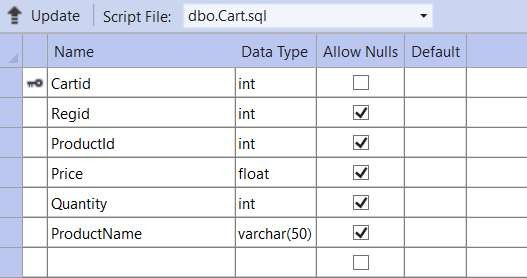 Update Script File: dbo.Cart.sql
Name Data Type Allow Nulls Default
Cartid int
Regid int
ProductId int
Price float
Quantity int
ProductName varchar(50)